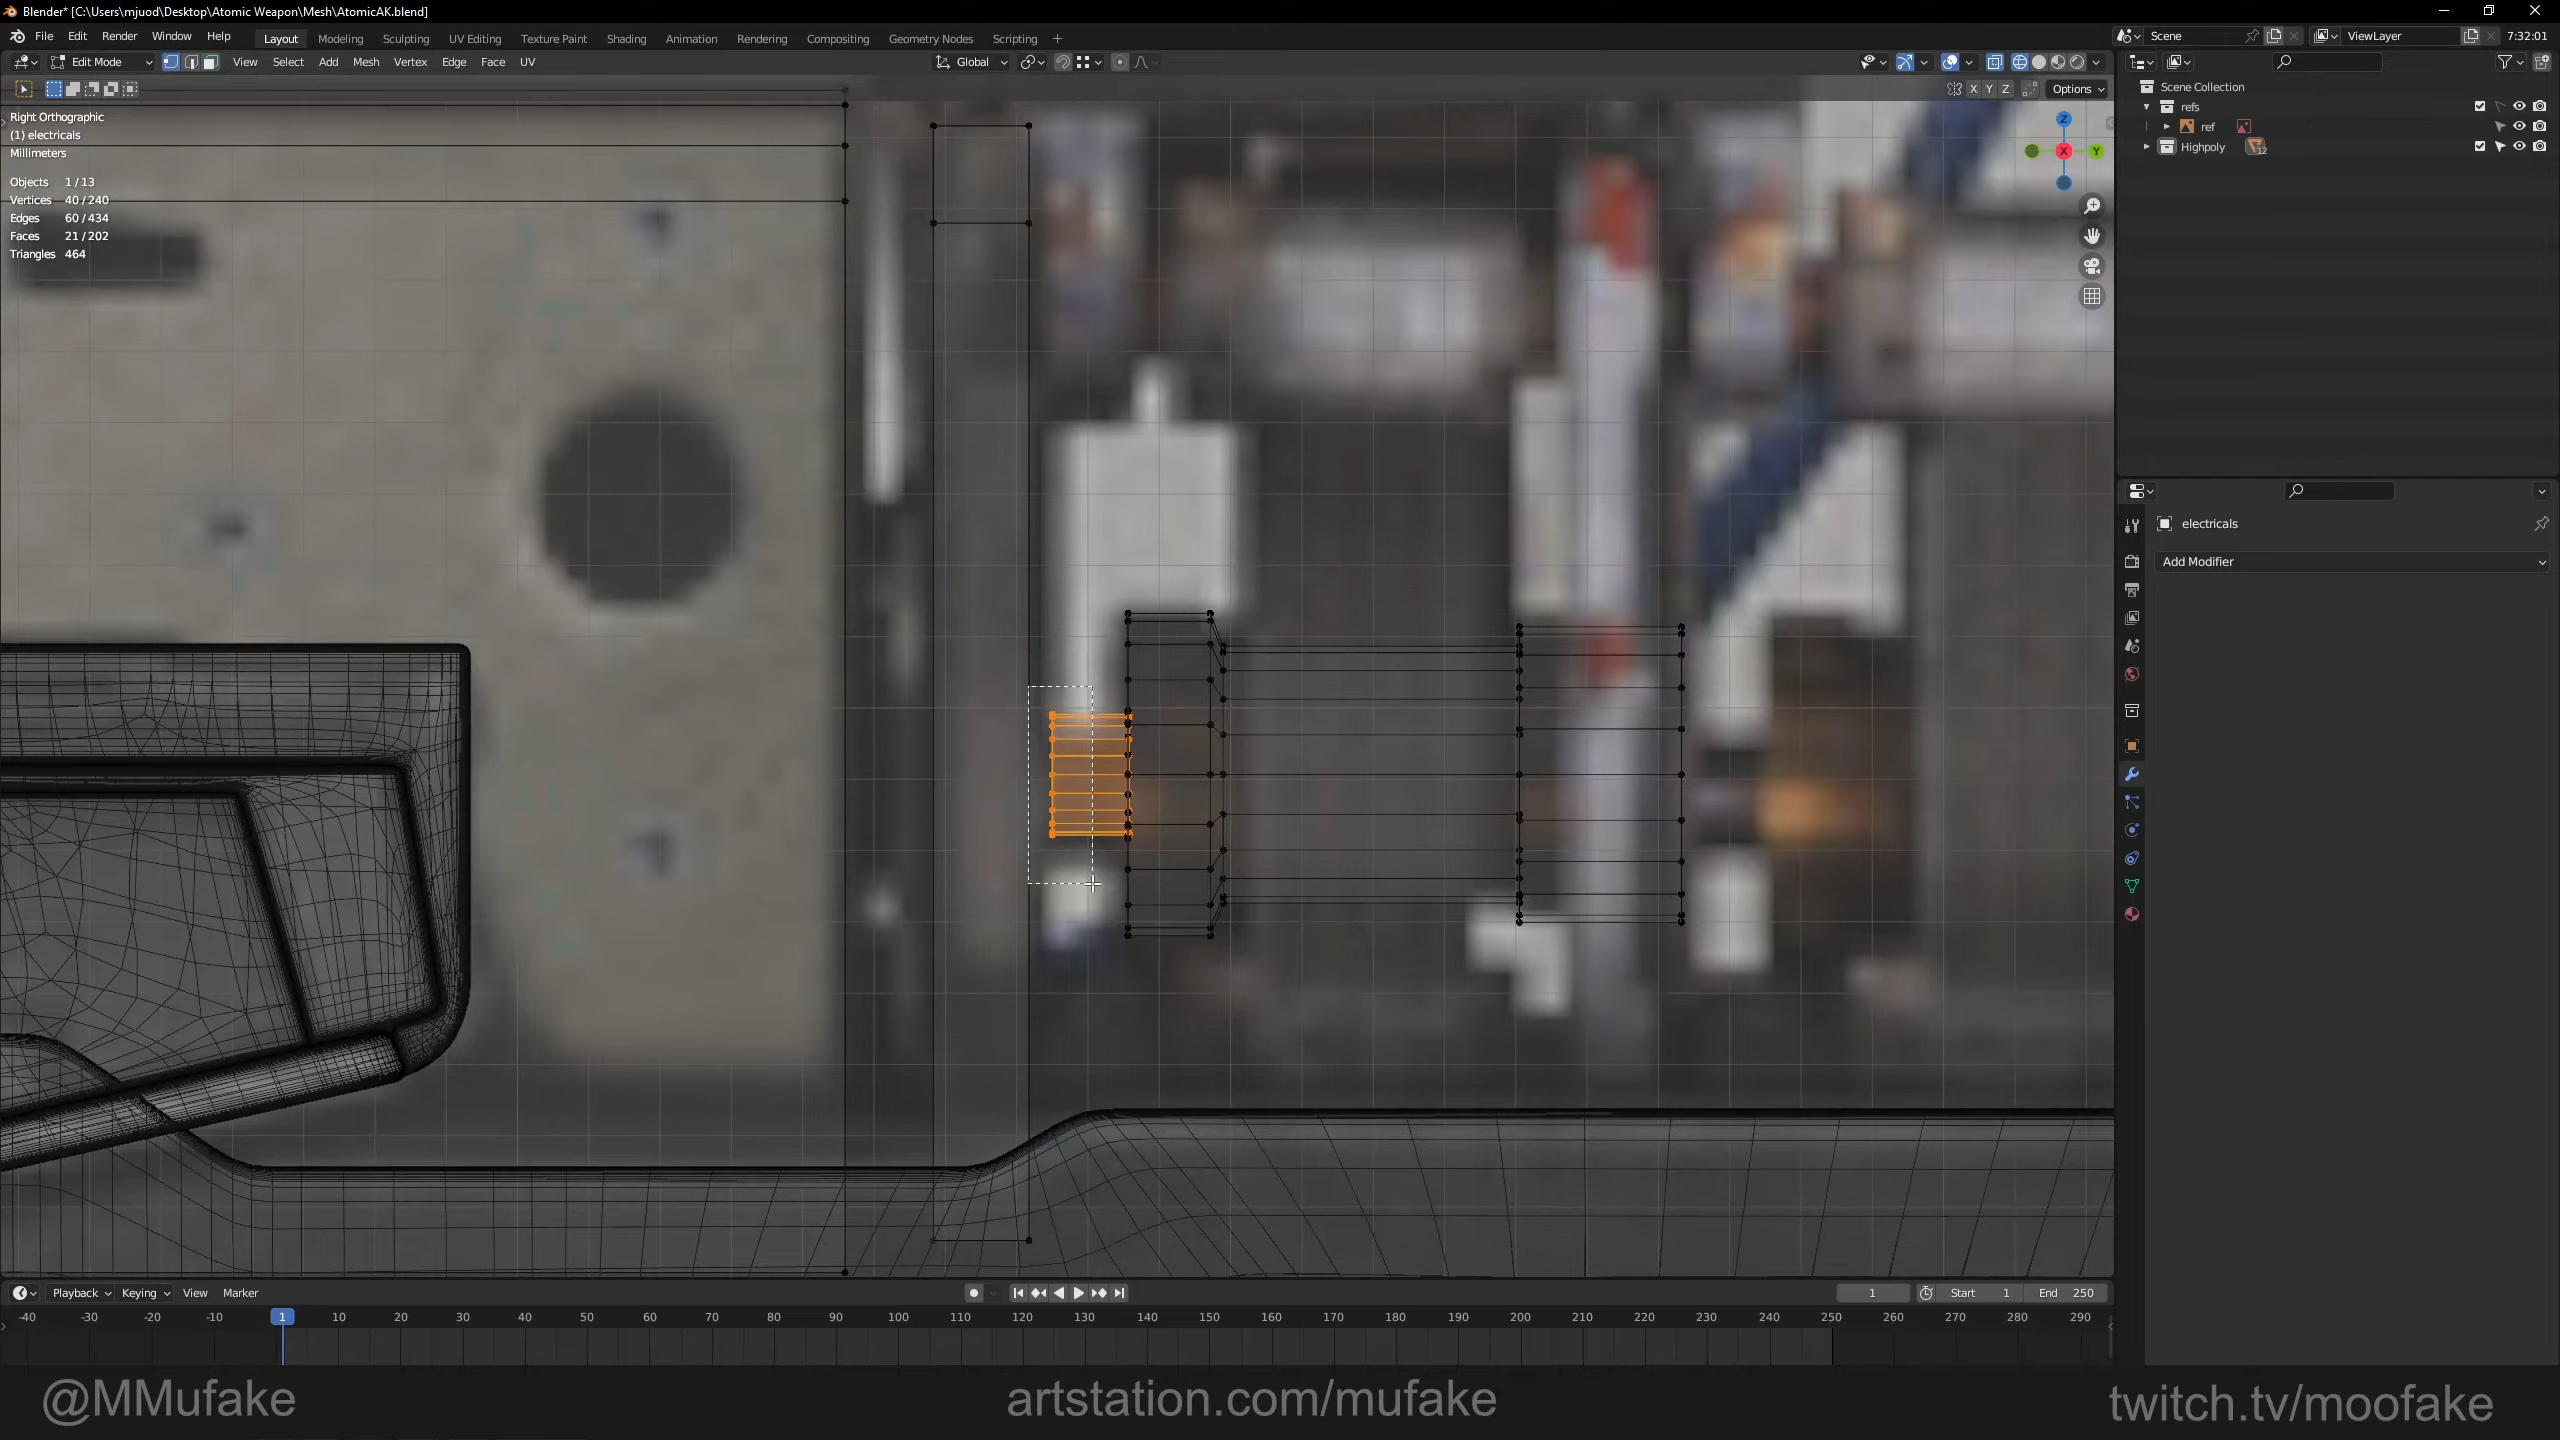 Blender* [C:\Users\mjuod\Desktop\Atomic Weapon\Mesh\AtomicAK.blend]
File Edit Render Window Help Layout Modeling Sculpting UV Editing Texture Paint Shading Animation Rendering Compositing Geometry Nodes Scripting + Scene ViewLayer 7:32:01
Edit Mode View Select Add Mesh Vertex Edge Face UV Global
X Y Z Options
Right Orthographic
(1) electricals
Millimeters
Objects 1 / 13
Vertices 40 / 240
Edges 60 / 434
Faces 21 / 202
Triangles 464
Z
X
Y
Scene Collection
refs
ref
Highpoly 12
electricals
Add Modifier
Playback Keying View Marker 1 Start 1 End 250
-40 -30 -20 -10 1 10 20 30 40 50 60 70 80 90 100 110 120 130 140 150 160 170 180 190 200 210 220 230 240 250 260 270 280 290
@MMufake artstation.com/mufake twitch.tv/moofake